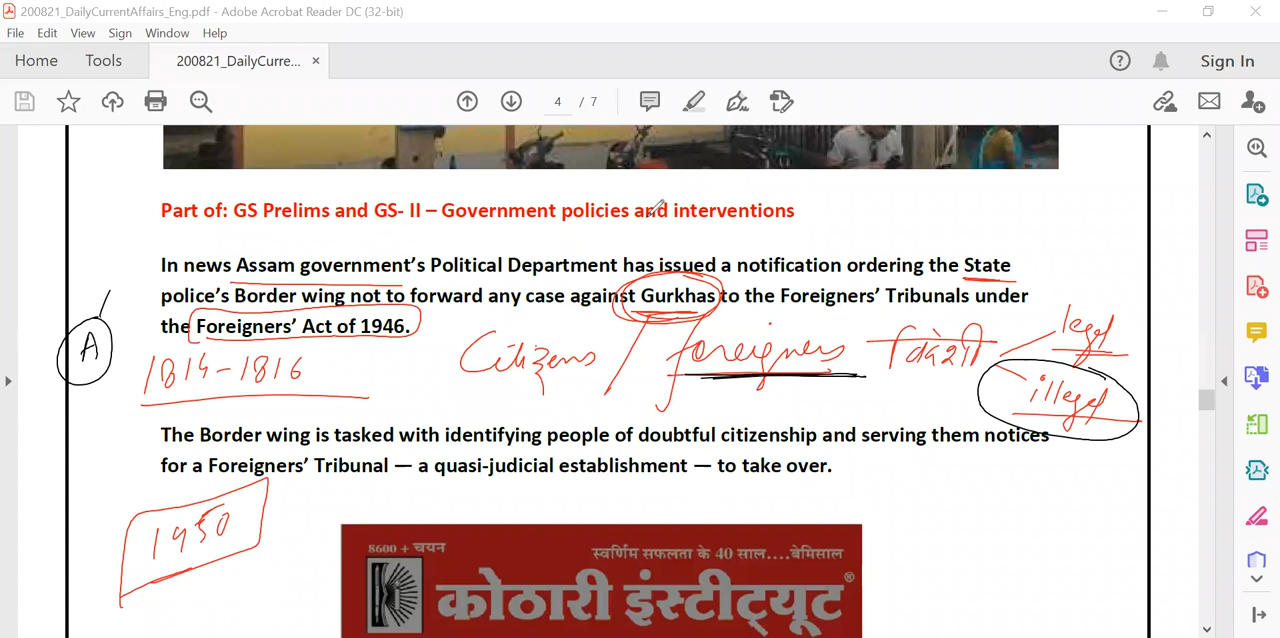 200821_DailyCurrentAffairs_Eng.pdf - Adobe Acrobat Reader DC (32-bit)
File Edit View Sign Window Help
Home Tools 200821_DailyCurre... × Sign In
4 / 7
Part of: GS Prelims and GS- II – Government policies and interventions
In news Assam government's Political Department has issued a notification ordering the State
police's Border wing not to forward any case against Gurkhas to the Foreigners' Tribunals under
the Foreigners' Act of 1946.
A
1814-1816
Citizens / foreigners
legel
illegel
The Border wing is tasked with identifying people of doubtful citizenship and serving them notices
for a Foreigners' Tribunal — a quasi-judicial establishment — to take over.
1950
8600 + चयन स्वर्णिम सफलता के 40 साल....बेमिसाल
कोठारी इंस्टीट्यूट®